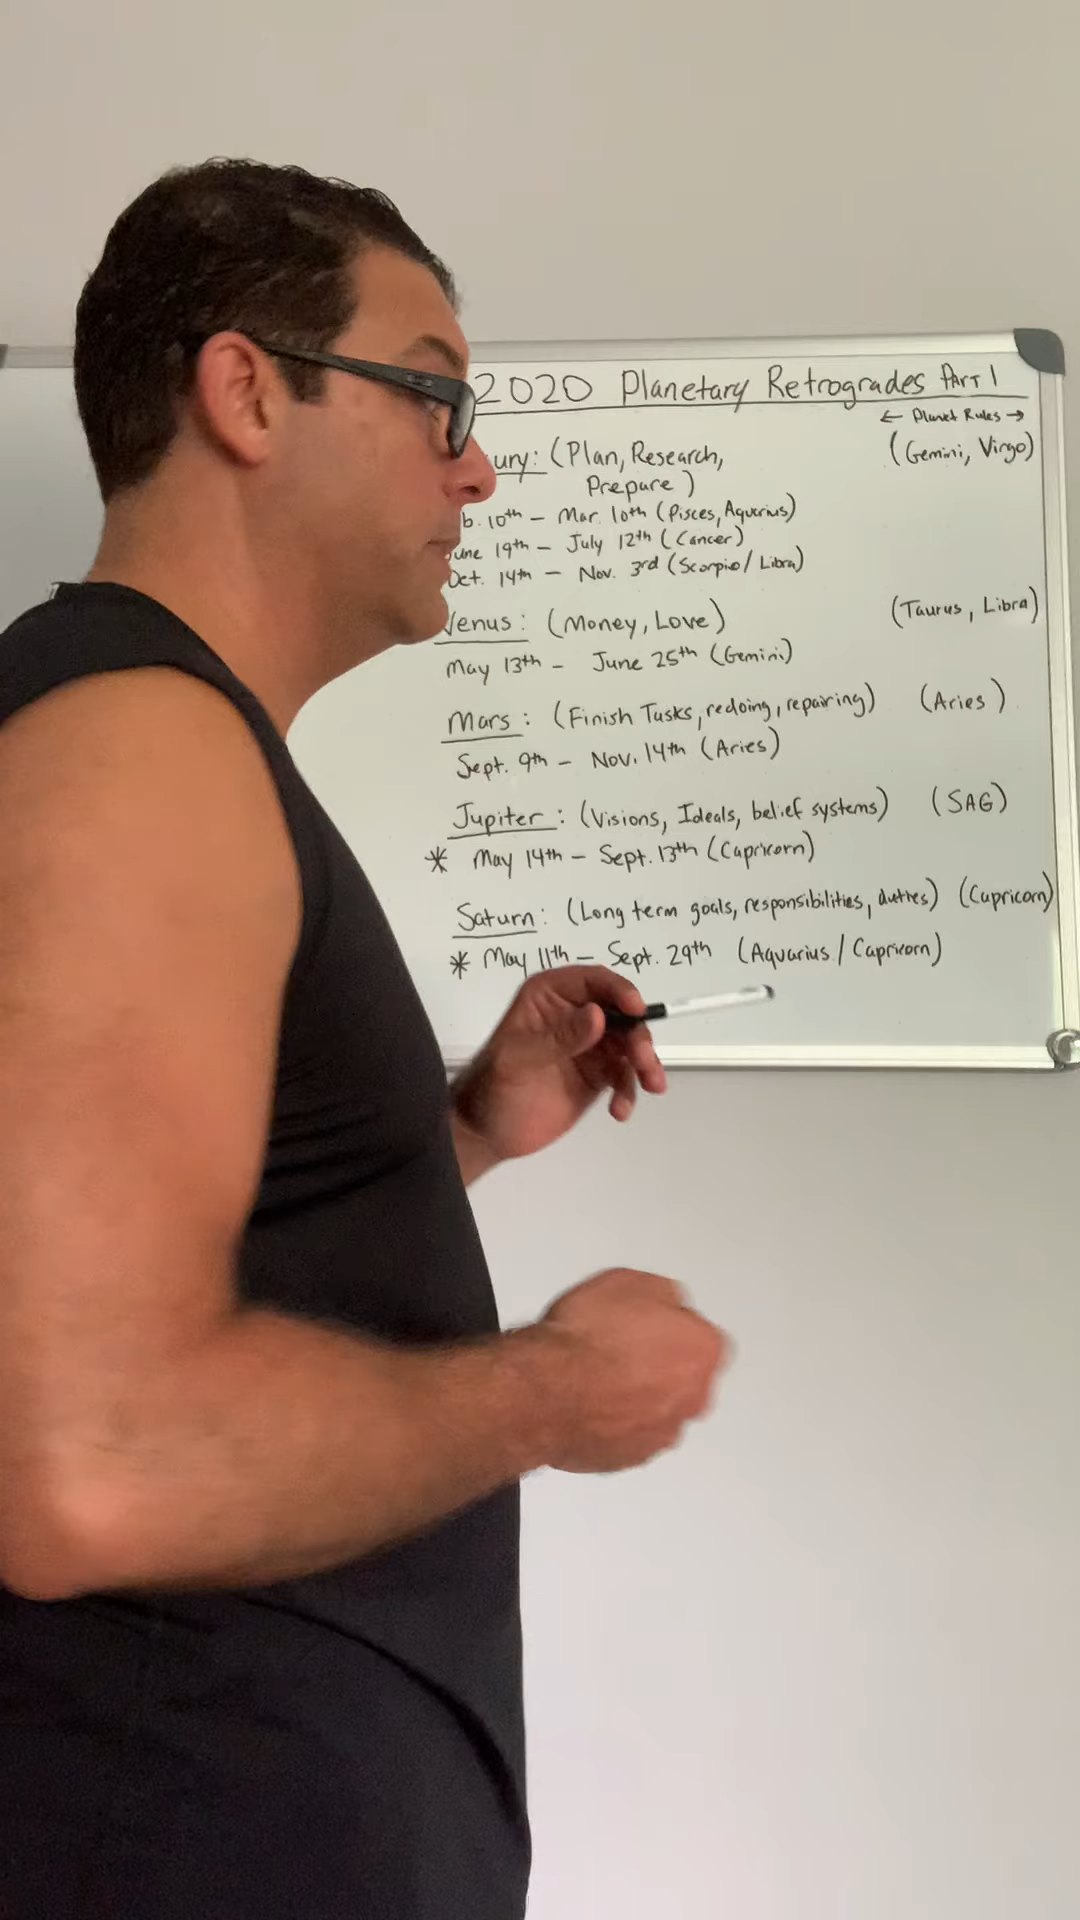 2020 Planetary Retrogrades PART 1
← Planet Rules →
ury: (Plan, Research, (Gemini, Virgo)
Prepare)
b. 10th – Mar. 10th (Pisces, Aquarius)
une 19th – July 12th (Cancer)
Oct. 14th – Nov. 3rd (Scorpio/Libra)
Venus: (Money, Love) (Taurus, Libra)
May 13th – June 25th (Gemini)
Mars: (Finish Tasks, redoing, repairing) (Aries)
Sept. 9th – Nov. 14th (Aries)
Jupiter: (Visions, Ideals, belief systems) (SAG)
* May 14th – Sept. 13th (Capricorn)
Saturn: (Long term goals, responsibilities, duties) (Capricorn)
* May 11th – Sept. 29th (Aquarius/Capricorn)